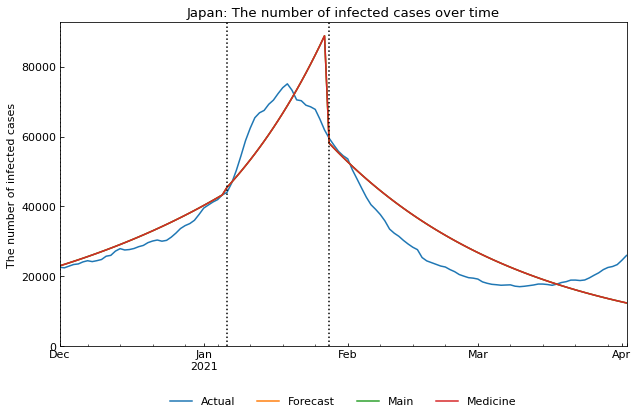 Japan: The number of infected cases over time
The number of infected cases
80000
60000
40000
20000
0
Dec Jan Feb Mar Apr
2021
Actual Forecast Main Medicine